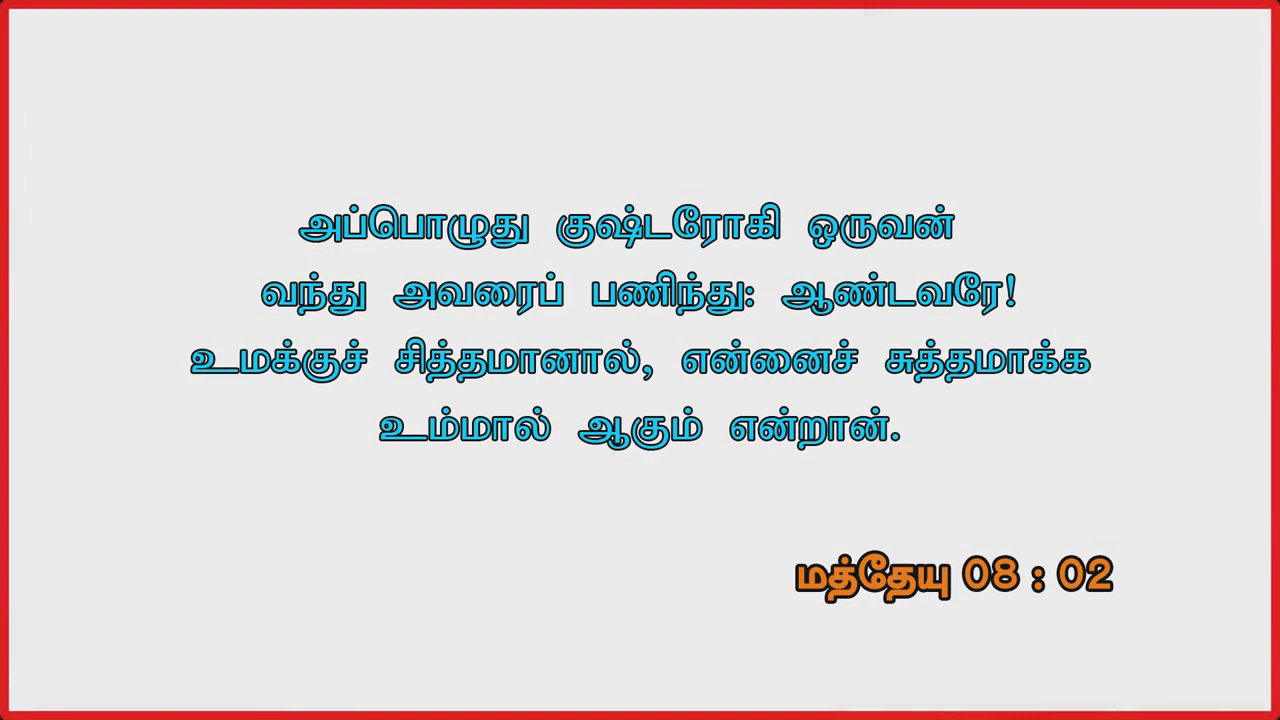 அப்பொழுது குஷ்டரோகி ஒருவன்
வந்து அவரைப் பணிந்து: ஆண்டவரே!
உமக்குச் சித்தமானால், என்னைச் சுத்தமாக்க
உம்மால் ஆகும் என்றான்.
மத்தேயு 08 : 02